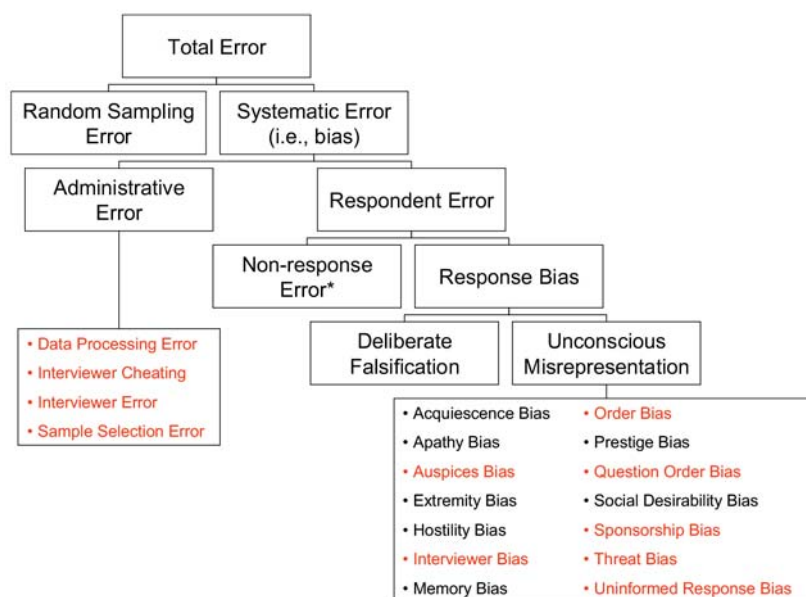 Total Error
Random Sampling
Error
Systematic Error
(i.e., bias)
Administrative
Error
Respondent Error
Non-response
Error*
Response Bias
• Data Processing Error
• Interviewer Cheating
• Interviewer Error
• Sample Selection Error
Deliberate
Falsification
Unconscious
Misrepresentation
• Acquiescence Bias
• Apathy Bias
• Auspices Bias
• Extremity Bias
• Hostility Bias
• Interviewer Bias
• Memory Bias
• Order Bias
• Prestige Bias
• Question Order Bias
• Social Desirability Bias
• Sponsorship Bias
• Threat Bias
• Uninformed Response Bias